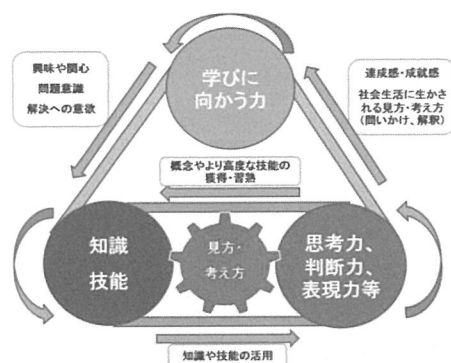 学びに
向かう力
興味や関心
問題意識
解決への意欲
達成感・成就感
社会生活に生かさ
れる見方・考え方
(問いかけ、解釈)
概念やより高度な技能の
獲得・習熟
知識
技能
見方・
考え方
思考力、
判断力、
表現力等
知識や技能の活用